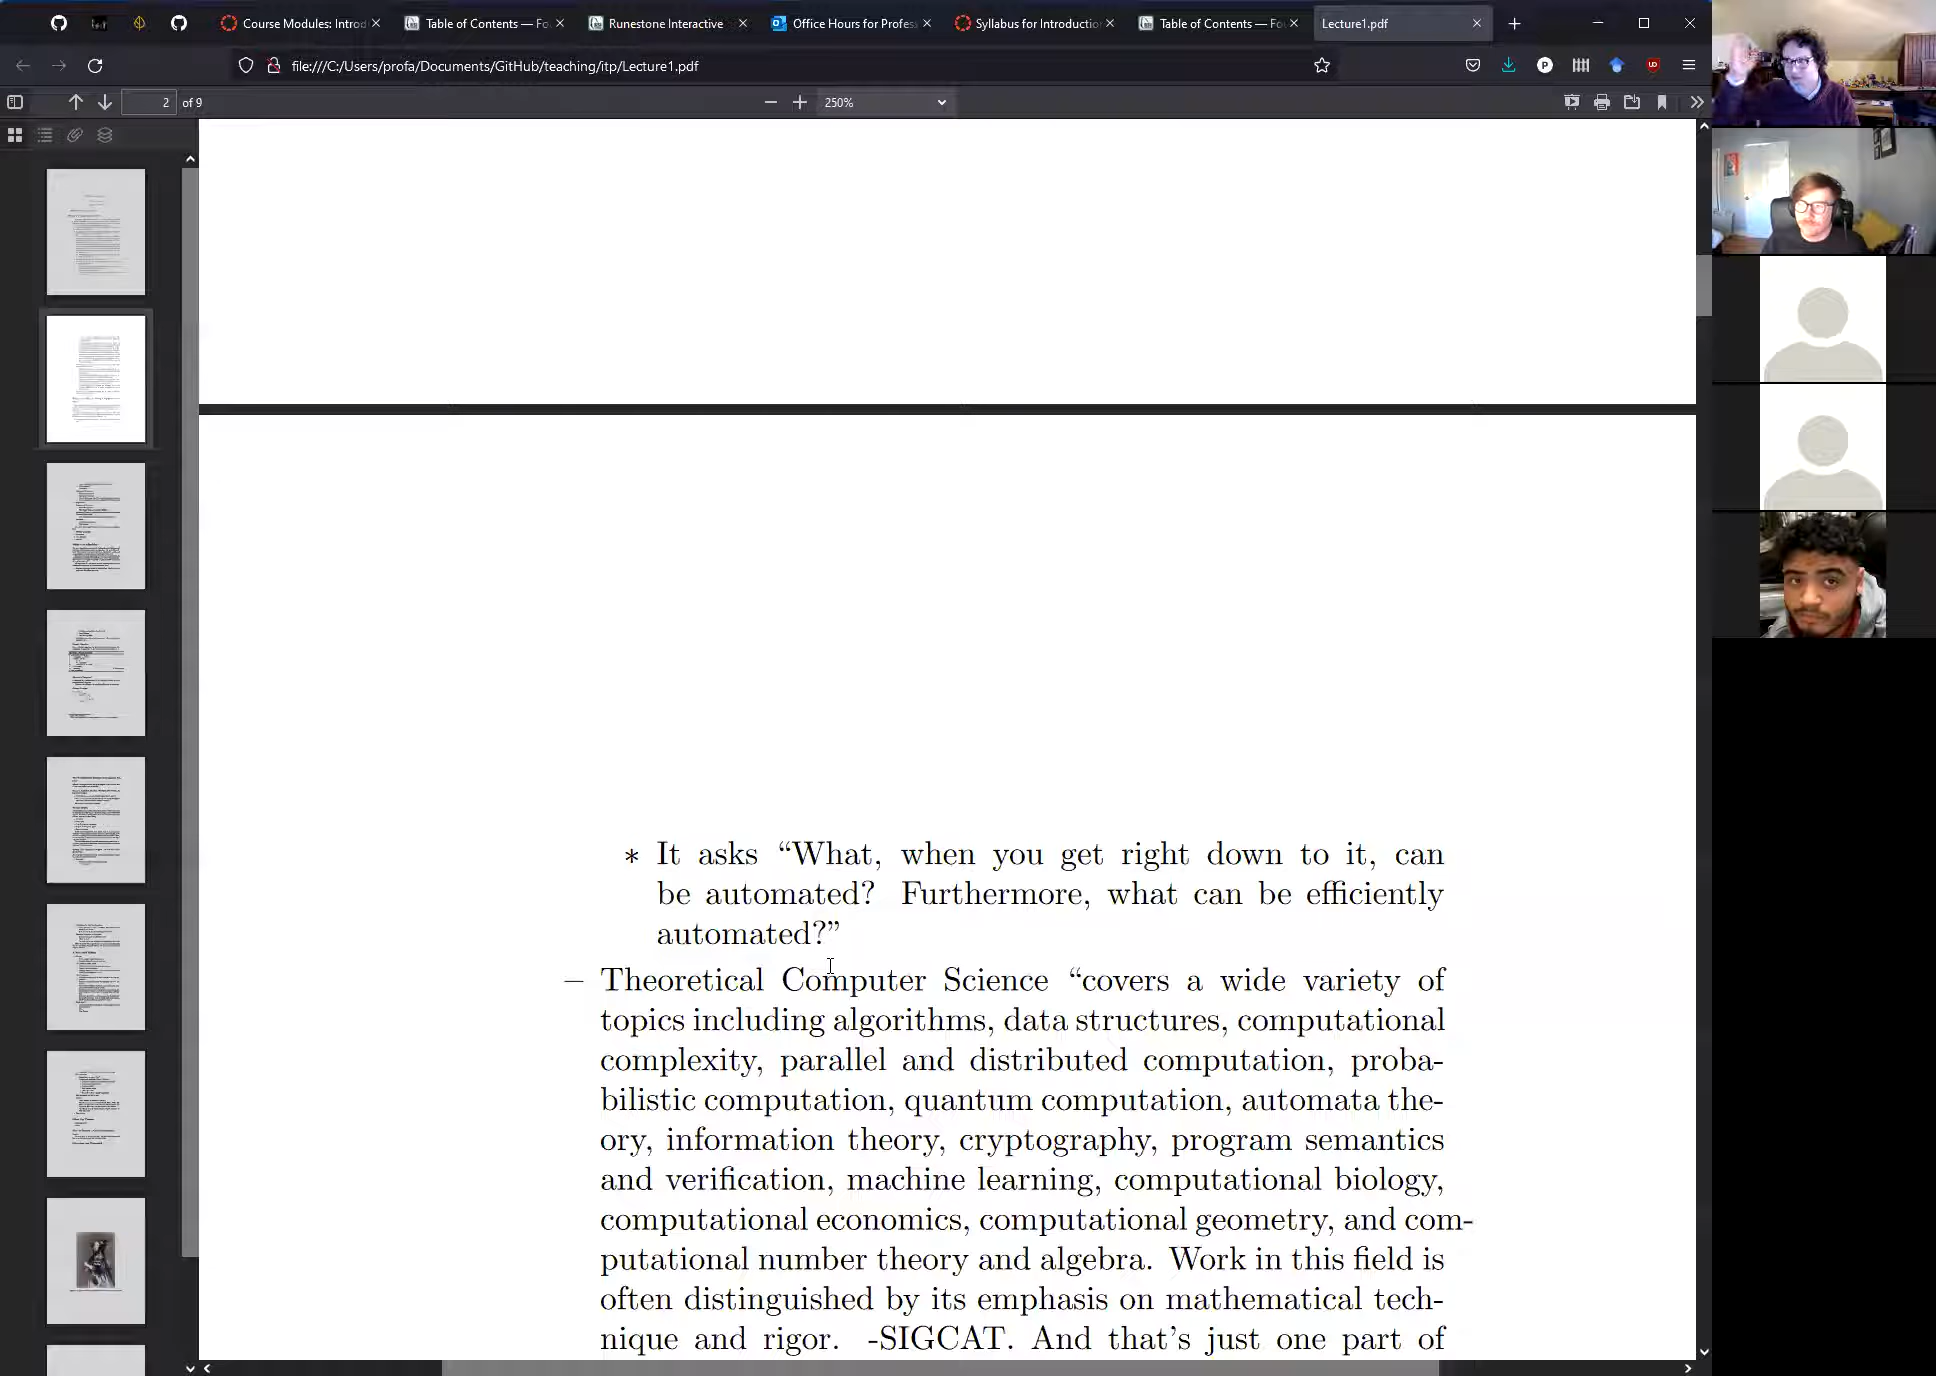 Course Modules: Introd
Table of Contents — Fo
Runestone Interactive
Office Hours for Profess
Syllabus for Introductio
Table of Contents — Fo
Lecture1.pdf
file:///C:/Users/profa/Documents/GitHub/teaching/itp/Lecture1.pdf
2 of 9
250%
∗ It asks “What, when you get right down to it, can
be automated? Furthermore, what can be efficiently
automated?”
– Theoretical Computer Science “covers a wide variety of
topics including algorithms, data structures, computational
complexity, parallel and distributed computation, proba-
bilistic computation, quantum computation, automata the-
ory, information theory, cryptography, program semantics
and verification, machine learning, computational biology,
computational economics, computational geometry, and com-
putational number theory and algebra. Work in this field is
often distinguished by its emphasis on mathematical tech-
nique and rigor. -SIGCAT. And that’s just one part of